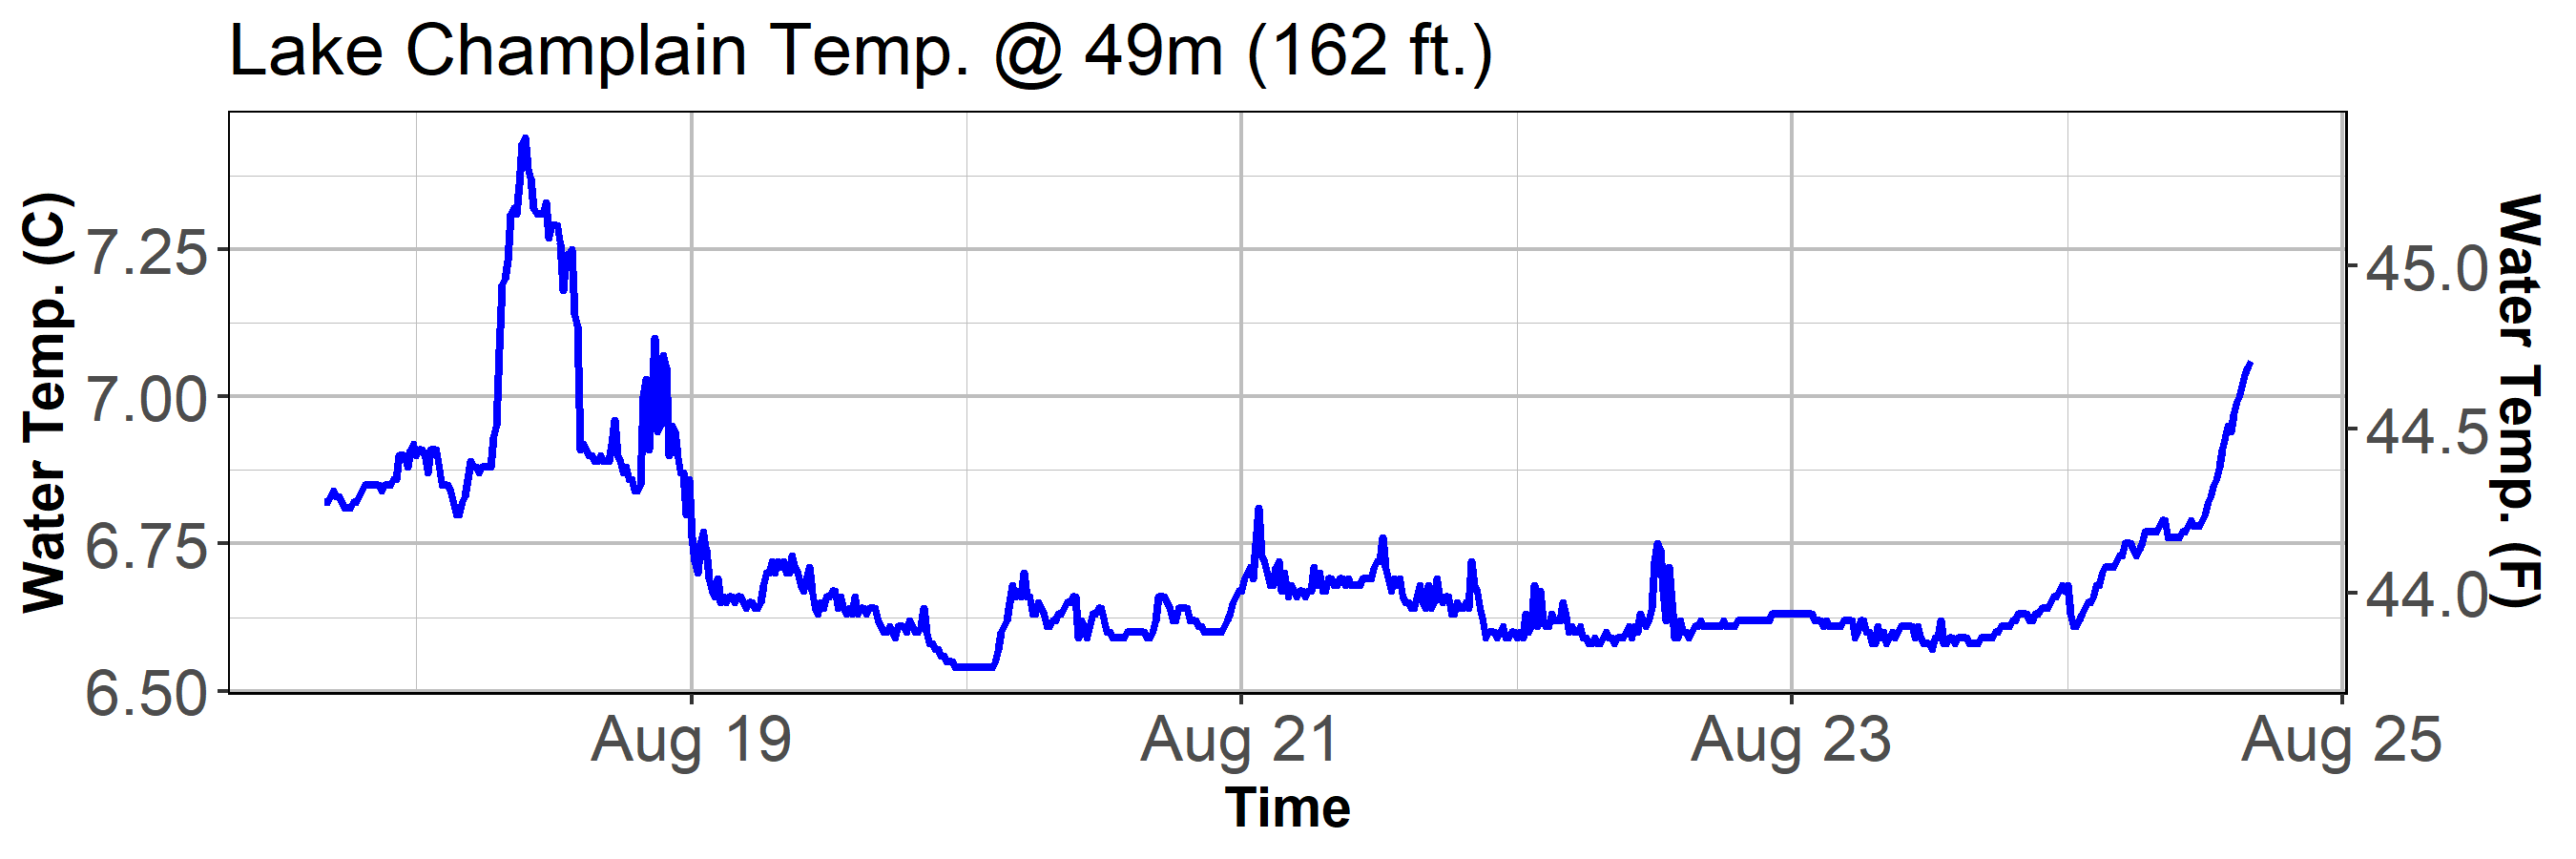 Lake Champlain Temp. @ 49m (162 ft.)
Water Temp. (C)
7.25
7.00
6.75
6.50
45.0
44.5
44.0
Water Temp. (F)
Aug 19 Aug 21 Aug 23 Aug 25
Time